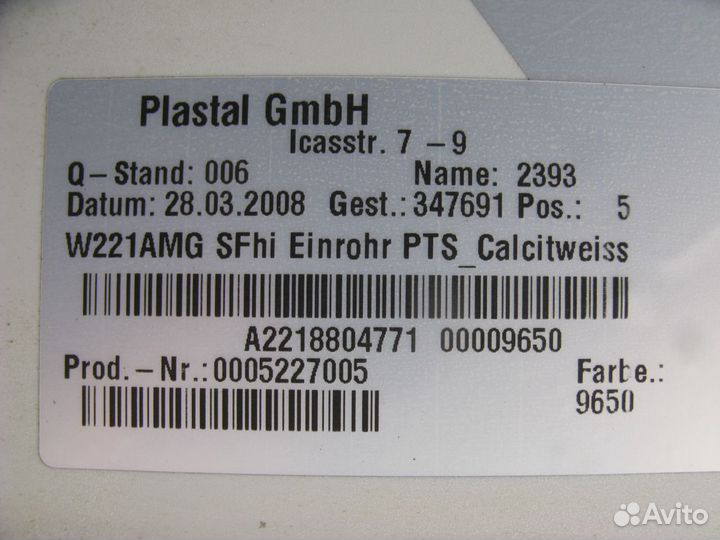 Plastal GmbH
Icasstr. 7 -9
Q-Stand: 006 Name: 2393
Datum: 28.03.2008 Gest.: 347691 Pos.: 5
W221AMG SFhi Einrohr PTS_Calcitweiss
A2218804771 00009650
Prod.-Nr.:0005227005 Farbe.:
9650
Avito